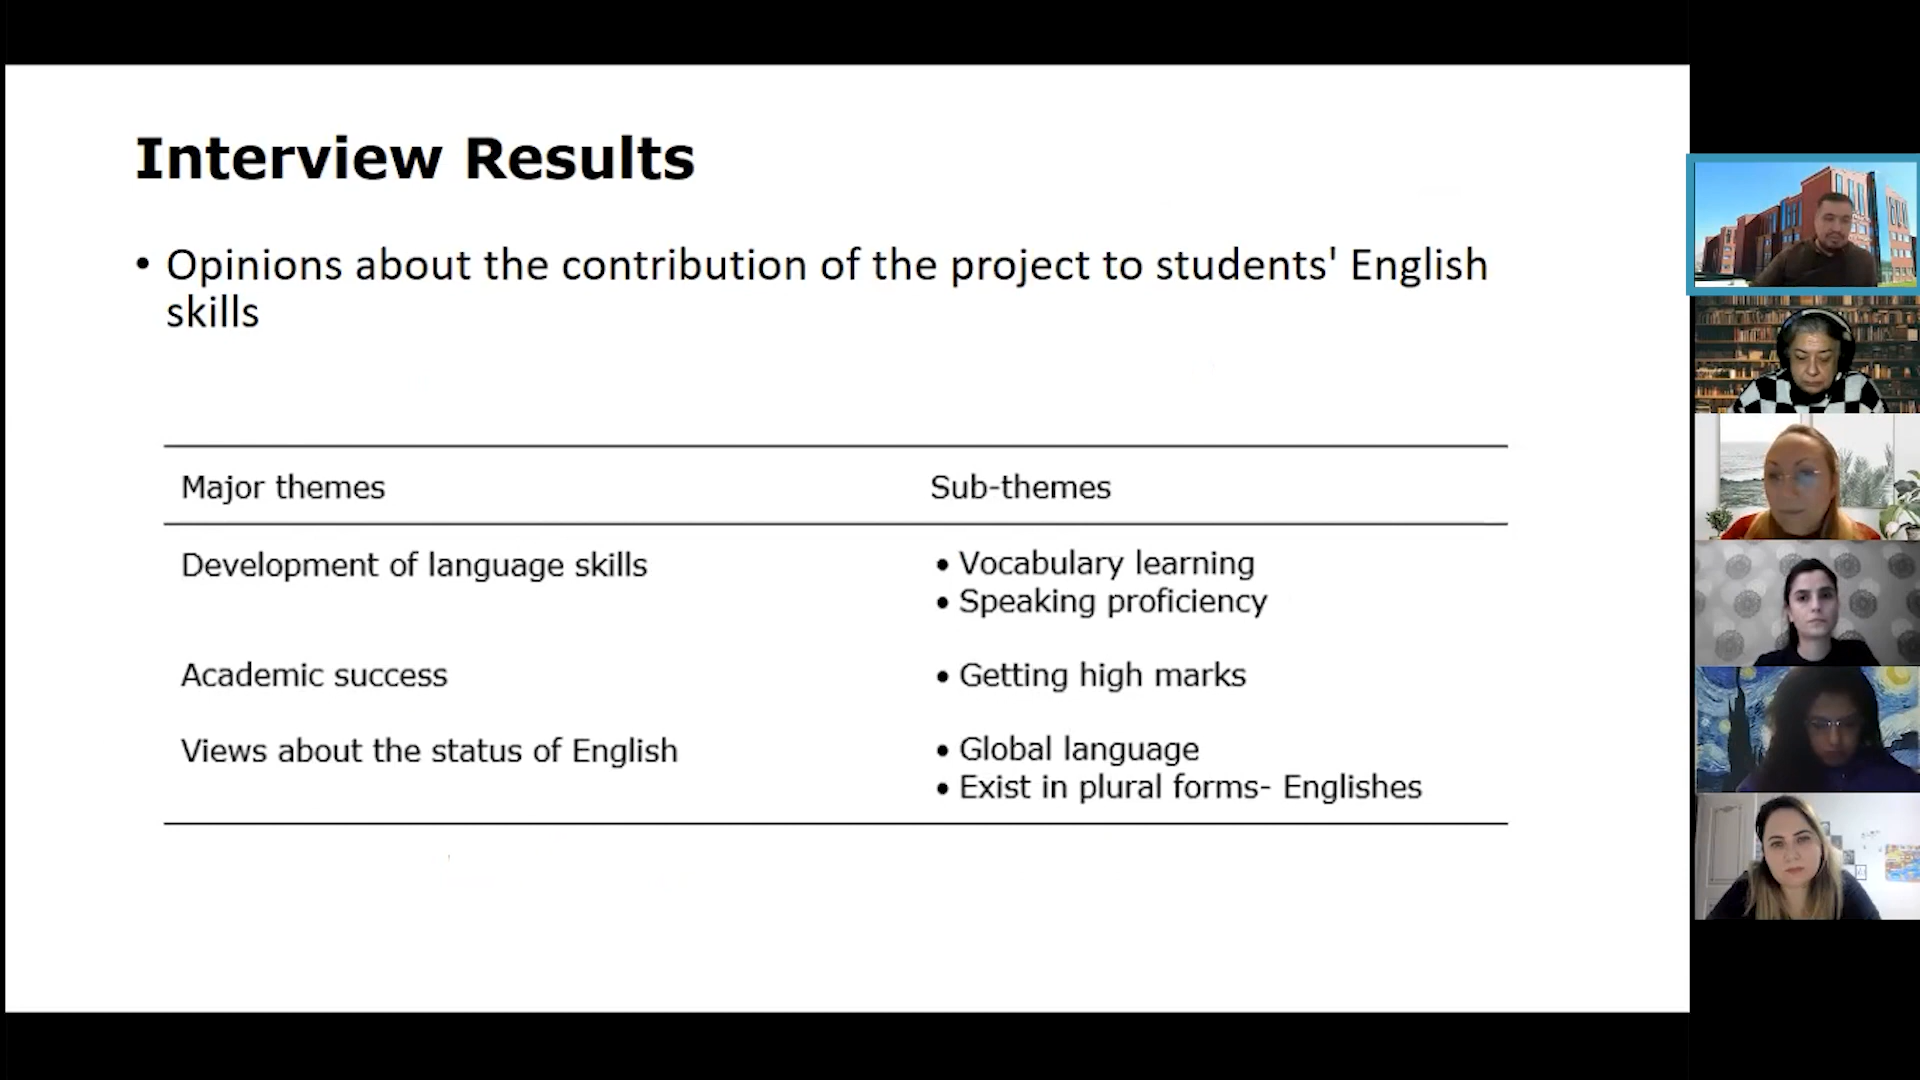 Interview Results
• Opinions about the contribution of the project to students' English
skills
Major themes Sub-themes
Development of language skills • Vocabulary learning
• Speaking proficiency
Academic success • Getting high marks
Views about the status of English • Global language
• Exist in plural forms- Englishes